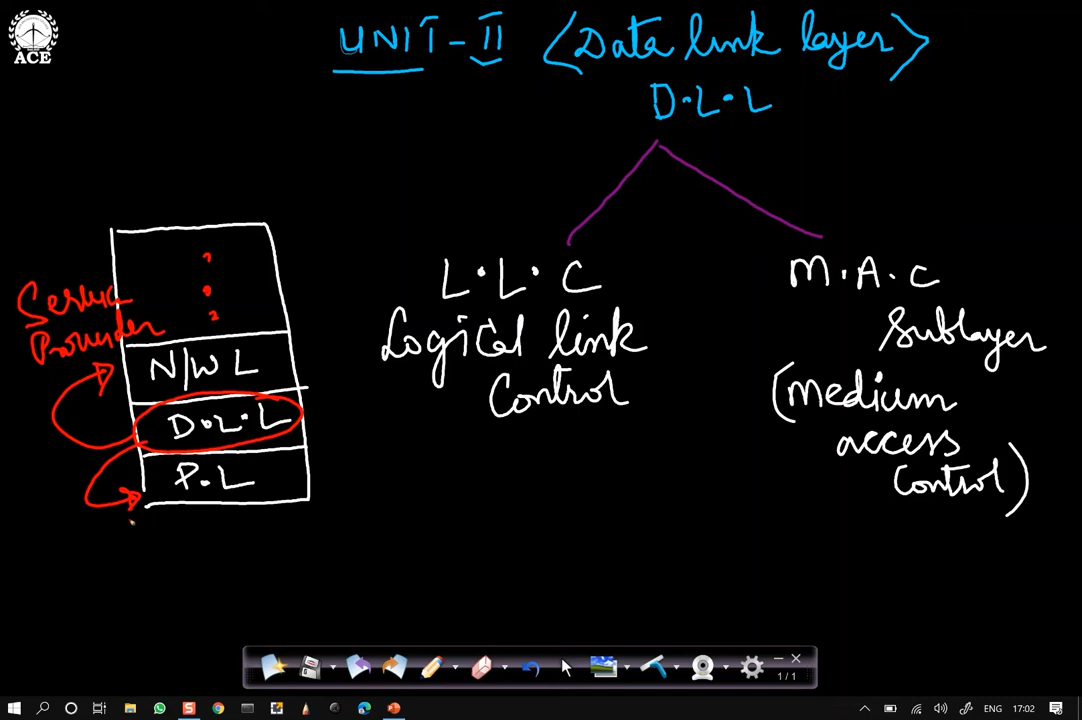 ACE
UNIT-II (Data link layer)
D.L.L
L.L.C
Logical link
Control
M.A.C
Sublayer
(Medium
access
Control)
Service
Provider
N/W L
D.L.L
P.L
1/1
ENG
17:02